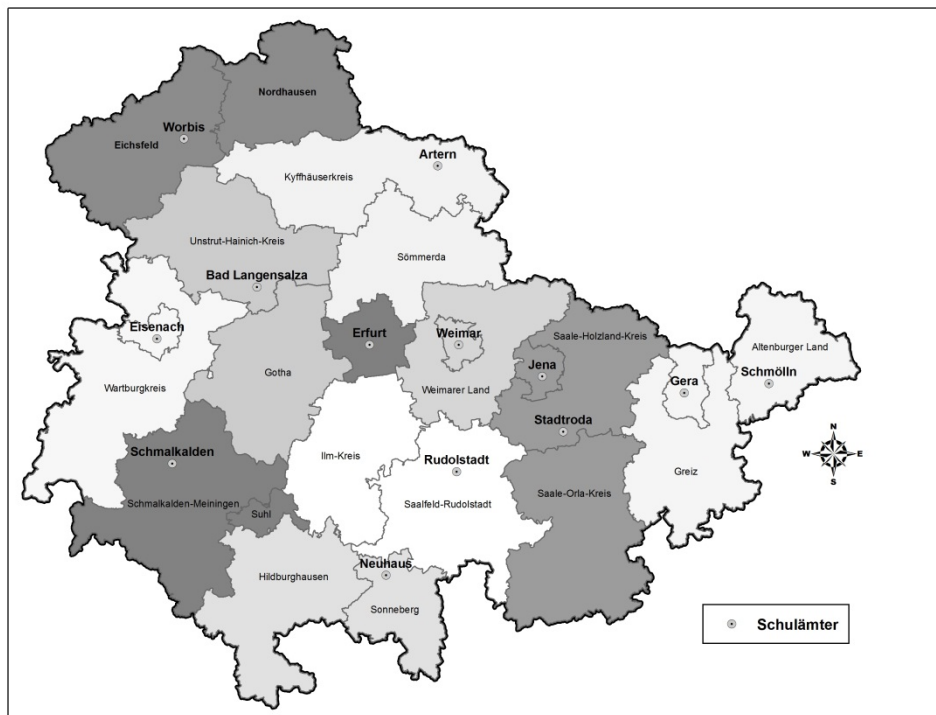 Nordhausen
Worbis
Eichsfeld
Artern
Kyffhäuserkreis
Unstrut-Hainich-Kreis
Sömmerda
Bad Langensalza
Eisenach
Erfurt
Weimar
Saale-Holzland-Kreis
Altenburger Land
Gotha
Jena
Gera
Schmölln
Wartburgkreis
Weimarer Land
Stadtroda
Schmalkalden
Ilm-Kreis
Rudolstadt
Greiz
N
W
E
S
Schmalkalden-Meiningen
Suhl
Saalfeld-Rudolstadt
Saale-Orla-Kreis
Neuhaus
Hildburghausen
Sonneberg
Schulämter